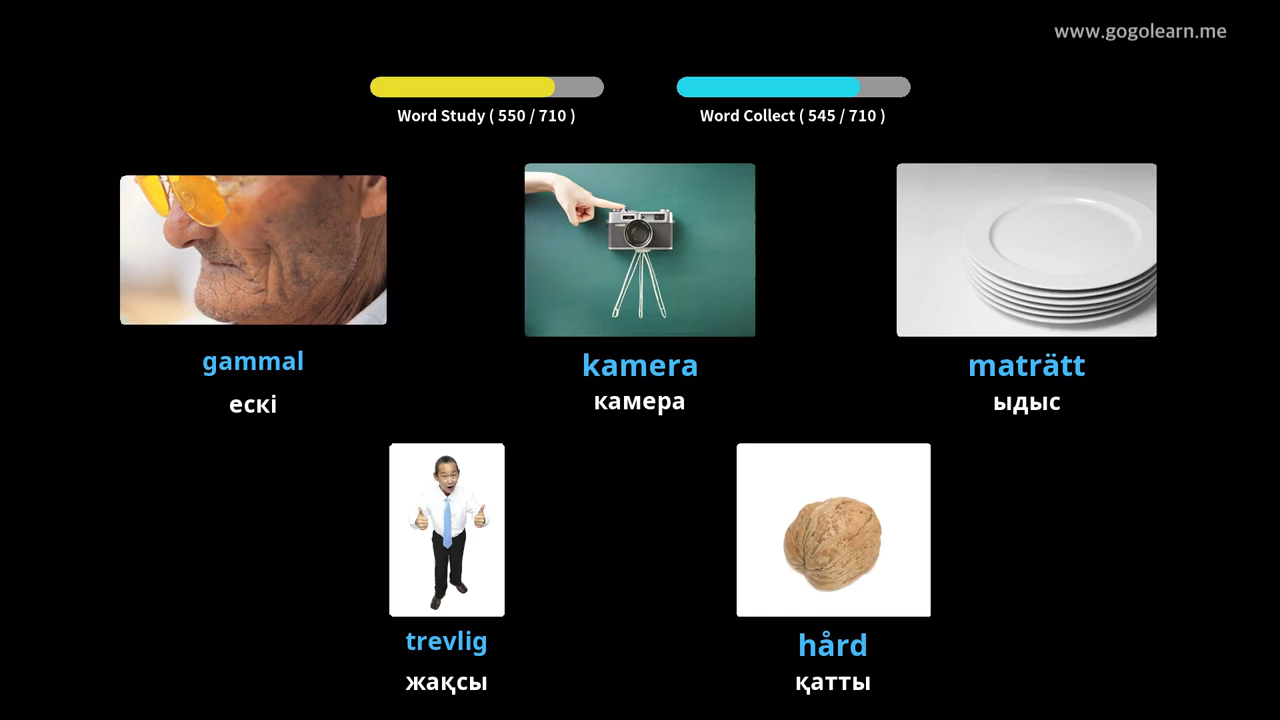 www.gogolearn.me
Word Study ( 550 / 710 )
Word Collect ( 545 / 710 )
gammal
ескі
kamera
камера
maträtt
ыдыс
trevlig
жақсы
hård
қатты